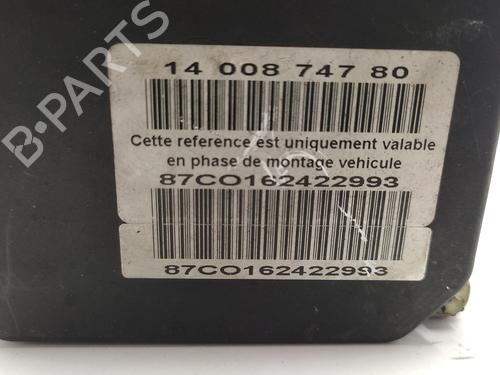 B-PARTS
14 008 747 80
Cette reference est uniquement valable
en phase de montage vehicule
87CO162422993
87CO162422993